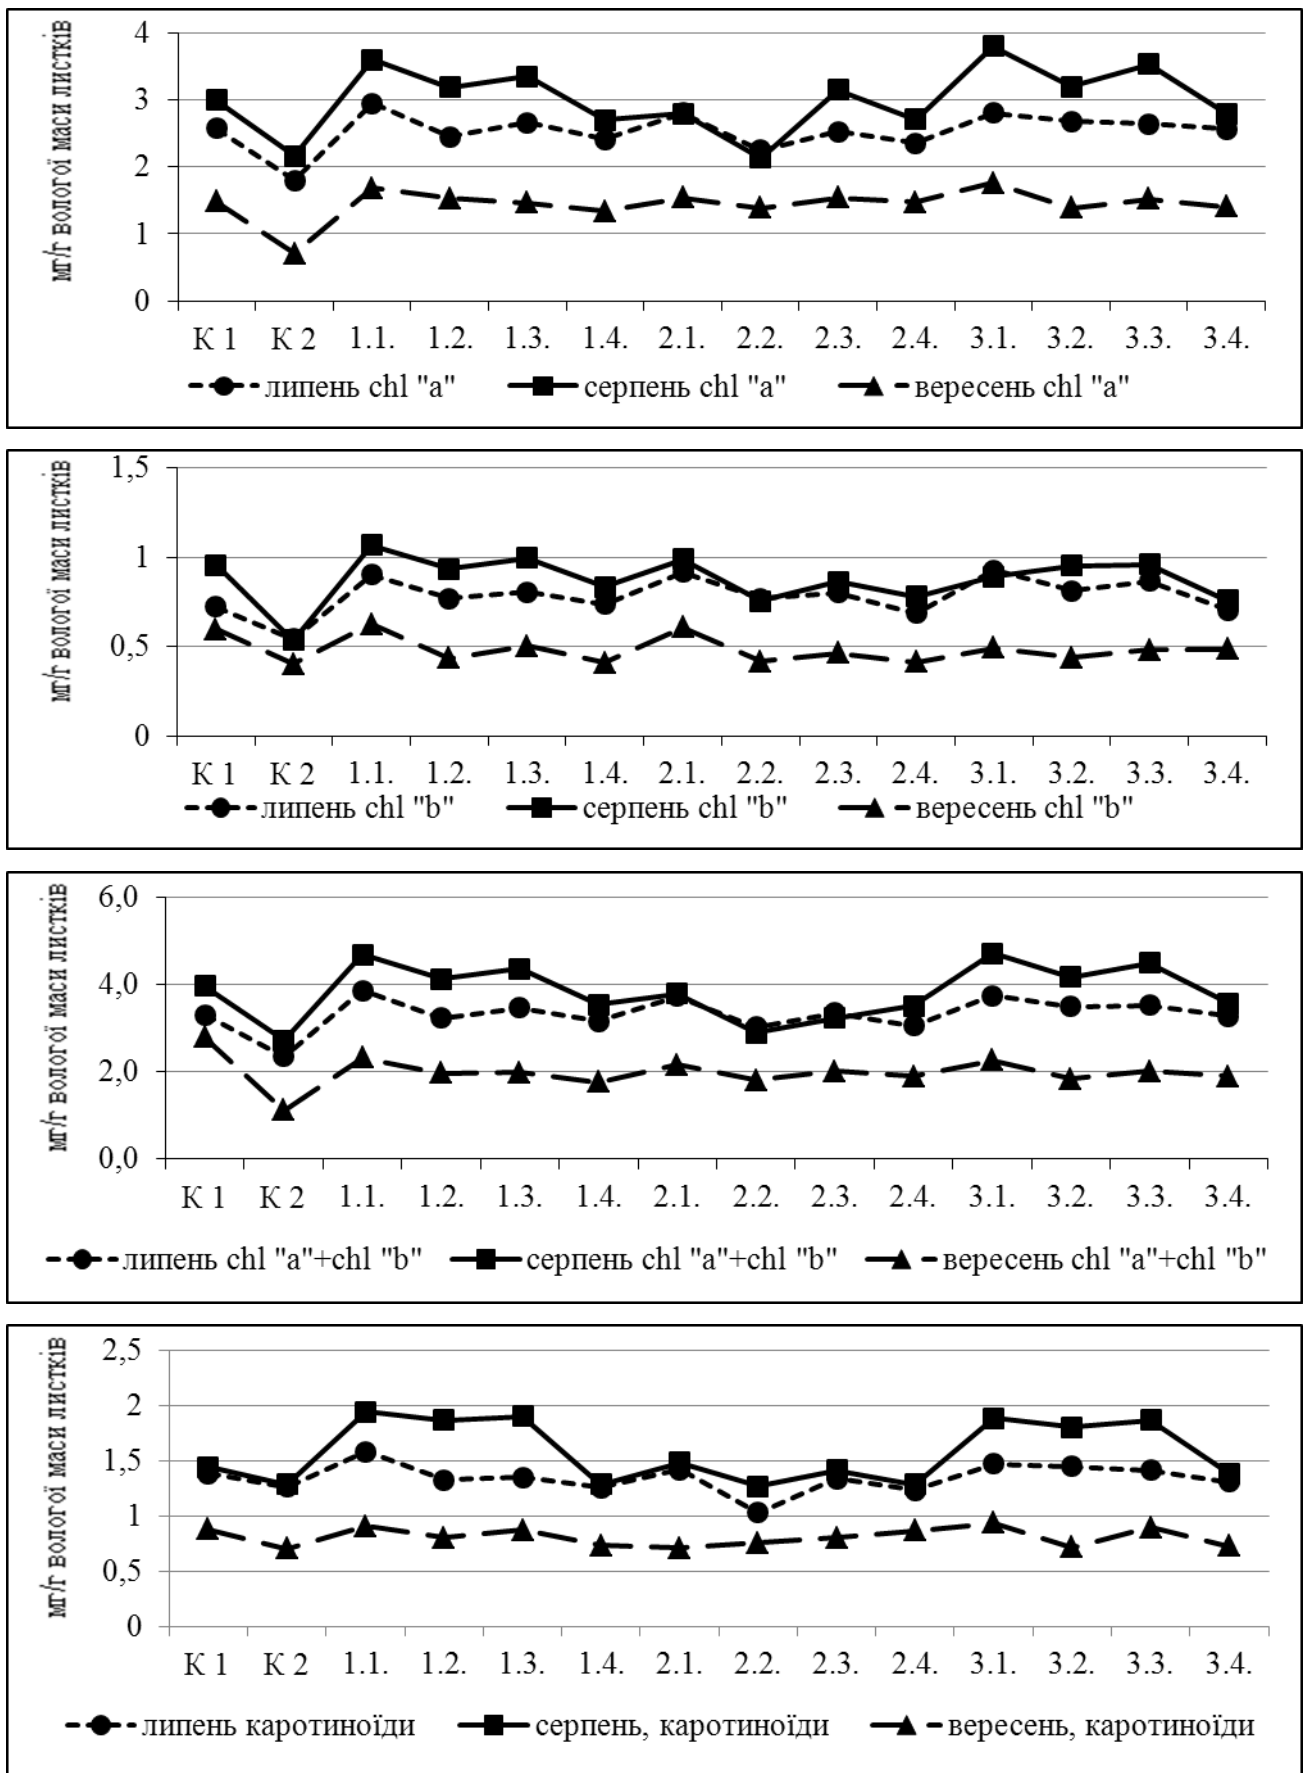 мг/г вологої маси листків
4
3
2
1
0
К 1 К 2 1.1. 1.2. 1.3. 1.4. 2.1. 2.2. 2.3. 2.4. 3.1. 3.2. 3.3. 3.4.
липень chl "a" серпень chl "a" вересень chl "a"
мг/г вологої маси листків
1,5
1
0,5
0
К 1 К 2 1.1. 1.2. 1.3. 1.4. 2.1. 2.2. 2.3. 2.4. 3.1. 3.2. 3.3. 3.4.
липень chl "b" серпень chl "b" вересень chl "b"
мг/г вологої маси листків
6,0
4,0
2,0
0,0
К 1 К 2 1.1. 1.2. 1.3. 1.4. 2.1. 2.2. 2.3. 2.4. 3.1. 3.2. 3.3. 3.4.
липень chl "a"+chl "b" серпень chl "a"+chl "b" вересень chl "a"+chl "b"
мг/г вологої маси листків
2,5
2
1,5
1
0,5
0
К 1 К 2 1.1. 1.2. 1.3. 1.4. 2.1. 2.2. 2.3. 2.4. 3.1. 3.2. 3.3. 3.4.
липень каротиноїди серпень, каротиноїди вересень, каротиноїди